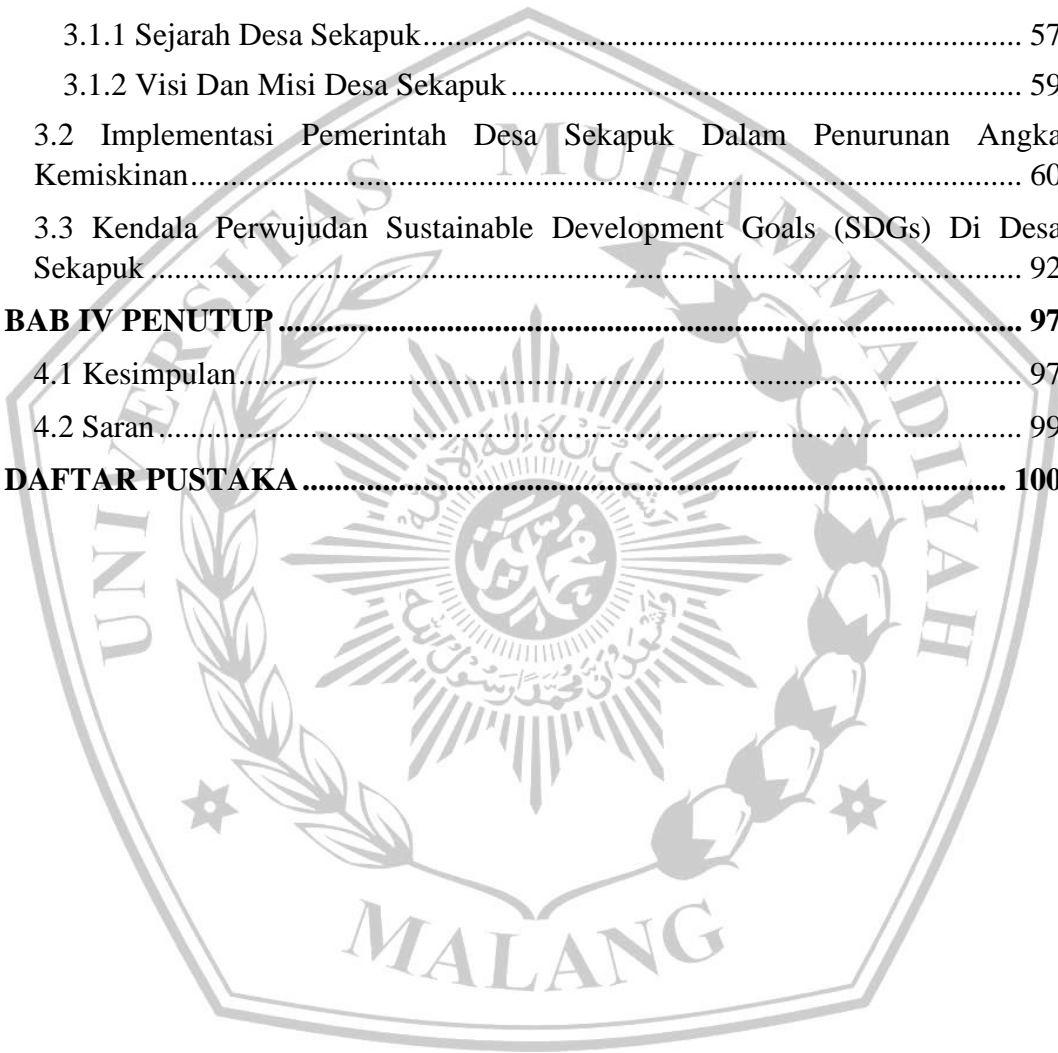 3.1.1 Sejarah Desa Sekapuk........................................................................ 57
3.1.2 Visi Dan Misi Desa Sekapuk............................................................. 59
3.2 Implementasi Pemerintah Desa Sekapuk Dalam Penurunan Angka
Kemiskinan.................................................................................................... 60
3.3 Kendala Perwujudan Sustainable Development Goals (SDGs) Di Desa
Sekapuk......................................................................................................... 92
BAB IV PENUTUP......................................................................................... 97
4.1 Kesimpulan.............................................................................................. 97
4.2 Saran........................................................................................................ 99
DAFTAR PUSTAKA.................................................................................... 100
UNIVERSITAS MUHAMMADIYAH
MALANG